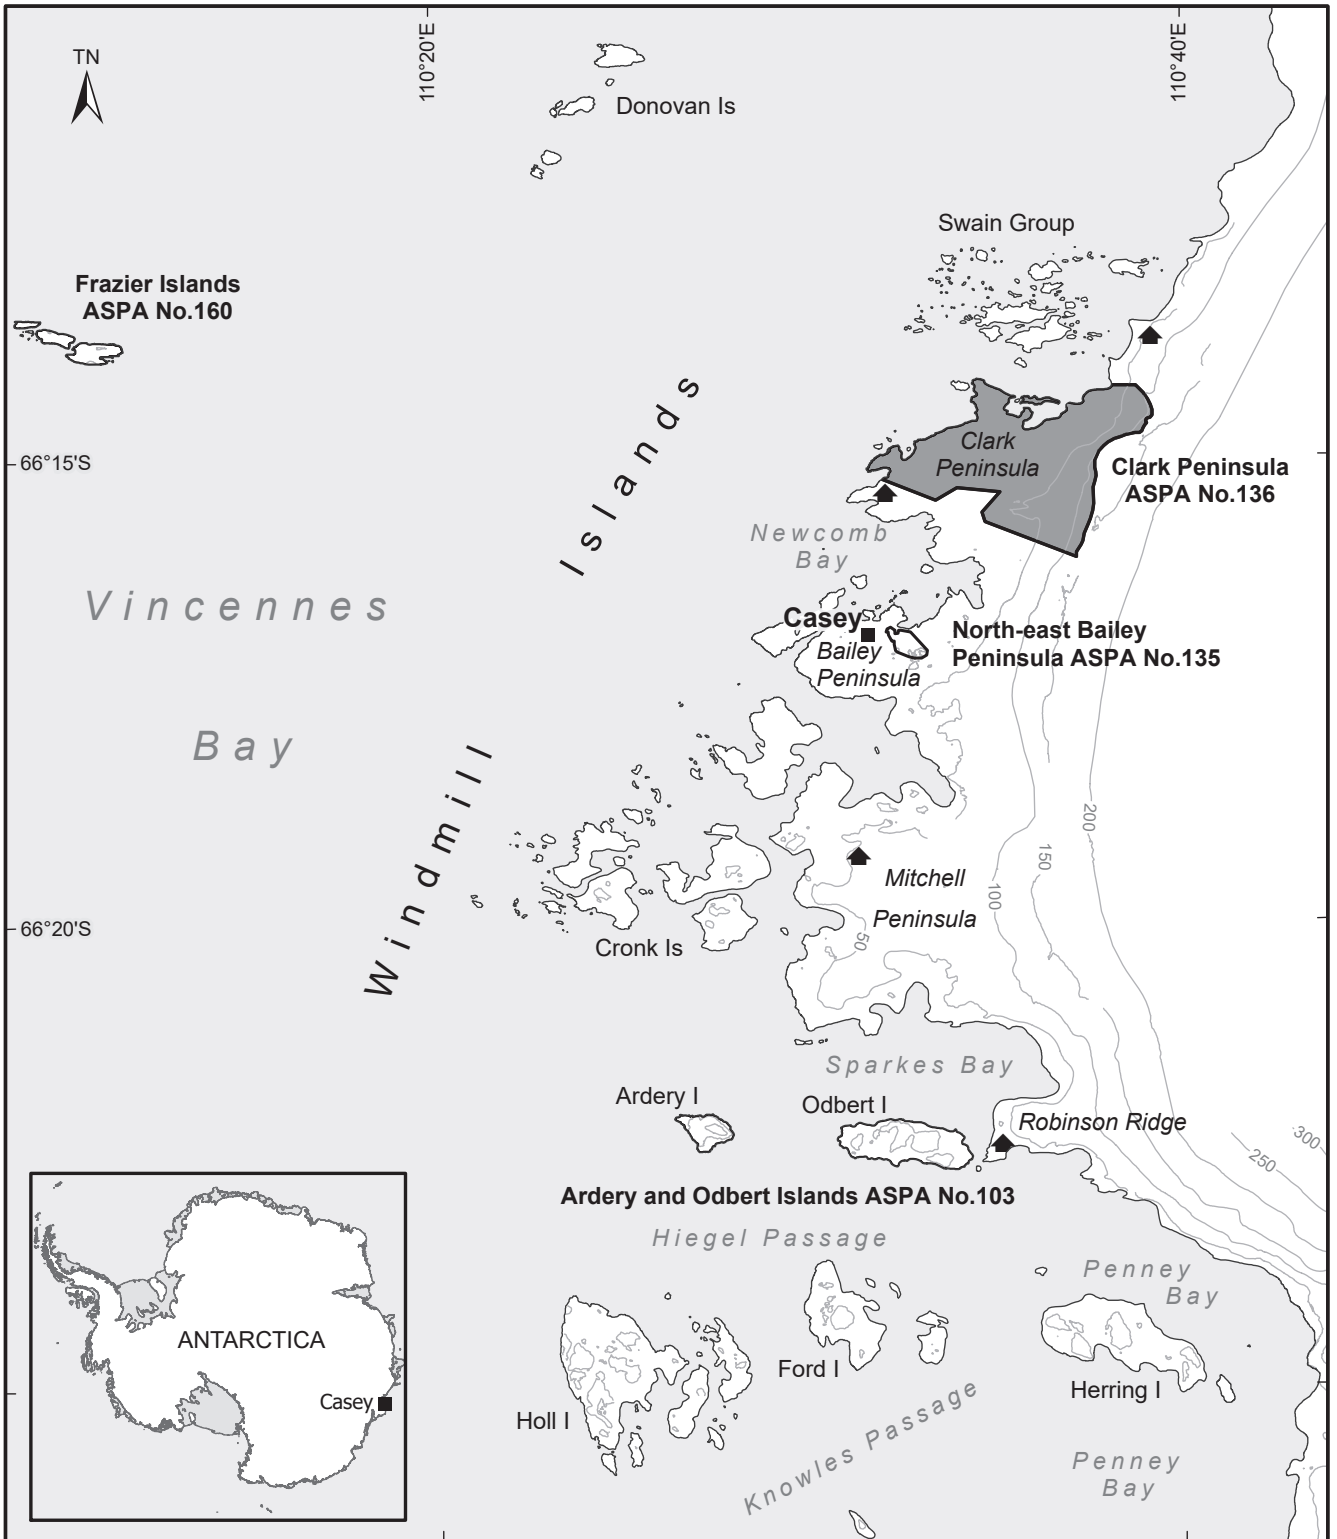 110°20'E
110°40'E
TN
Donovan Is
Swain Group
Frazier Islands
ASPA No.160
Clark
Peninsula
66°15'S
Clark Peninsula
ASPA No.136
Newcomb
Bay
Windmill Islands
Vincennes
Bay
Casey
Bailey
Peninsula
North-east Bailey
Peninsula ASPA No.135
200
150
100
50
Mitchell
Peninsula
66°20'S
Cronk Is
Sparkes Bay
Ardery I
Odbert I
Robinson Ridge
300
250
Ardery and Odbert Islands ASPA No.103
Hiegel Passage
Penney
Bay
ANTARCTICA
Casey
Ford I
Herring I
Holl I
Knowles Passage
Penney
Bay